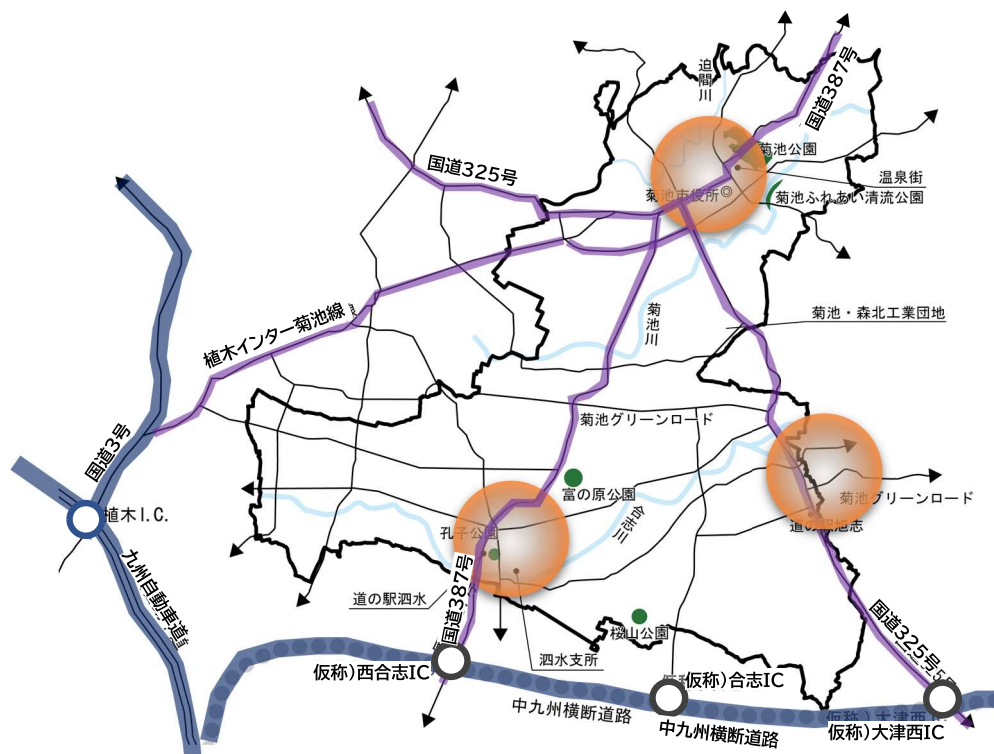 国道387号
迫間川
菊池公園
国道325号
温泉街
菊池市役所
菊池ふれあい清流公園
菊池・森北工業団地
菊池川
植木インター菊池線
菊池グリーンロード
国道3号
富の原公園
菊池グリーンロード
植木I.C.
合志川
道の駅旭志
孔子公園
九州自動車道
国道387号
道の駅泗水
国道325号
桜山公園
泗水支所
仮称)西合志IC
仮称)合志IC
中九州横断道路
中九州横断道路
仮称)大津西IC
仮称)大津西IC